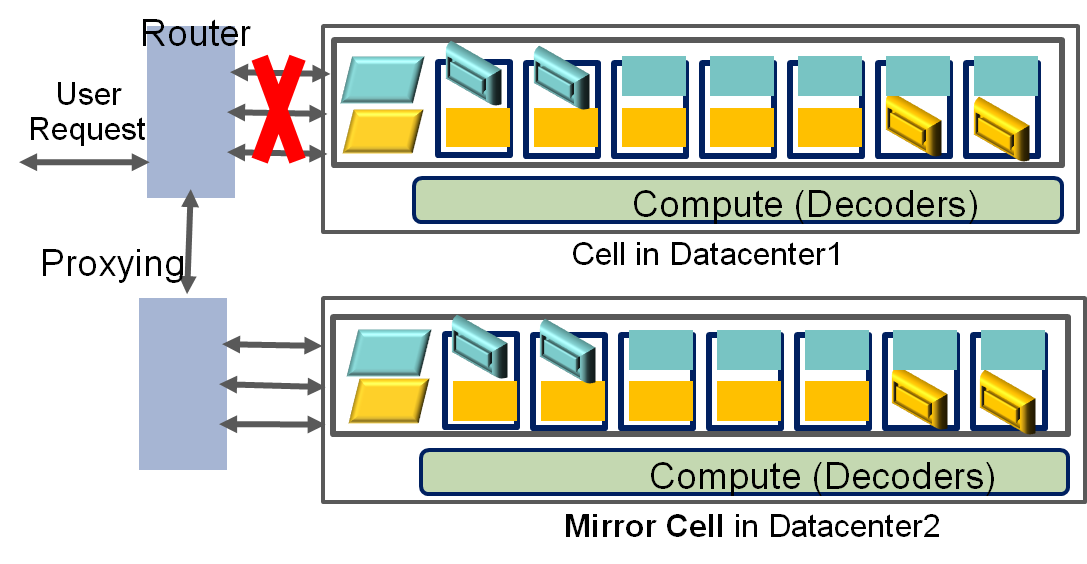 Router
User
Request
Compute (Decoders)
Cell in Datacenter1
Proxying
Compute (Decoders)
Mirror Cell in Datacenter2